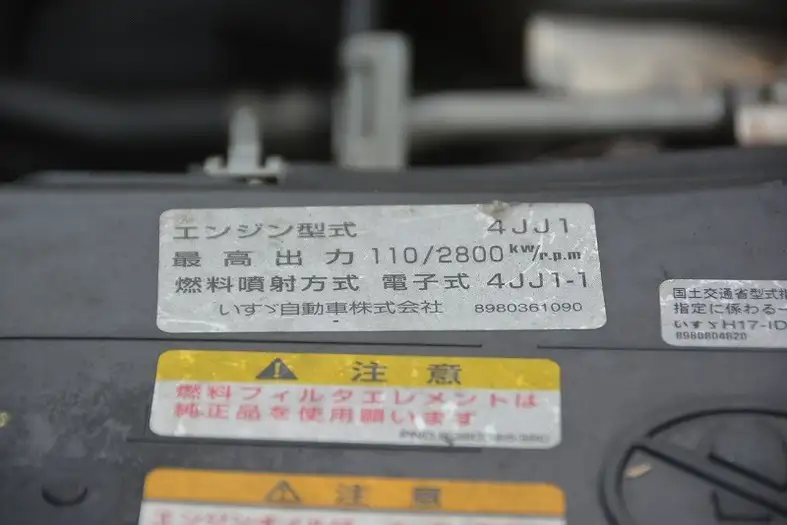 エンジン型式 4JJ1
最高出力 110/2800 kw/r.p.m
燃料噴射方式 電子式 4JJ1-1
いすゞ自動車株式会社 8980361090
国土交通省型式指
指定に係わる一
いすゞH17-ID
8980804820
注意
燃料フィルタエレメントは
純正品を使用願います
注意